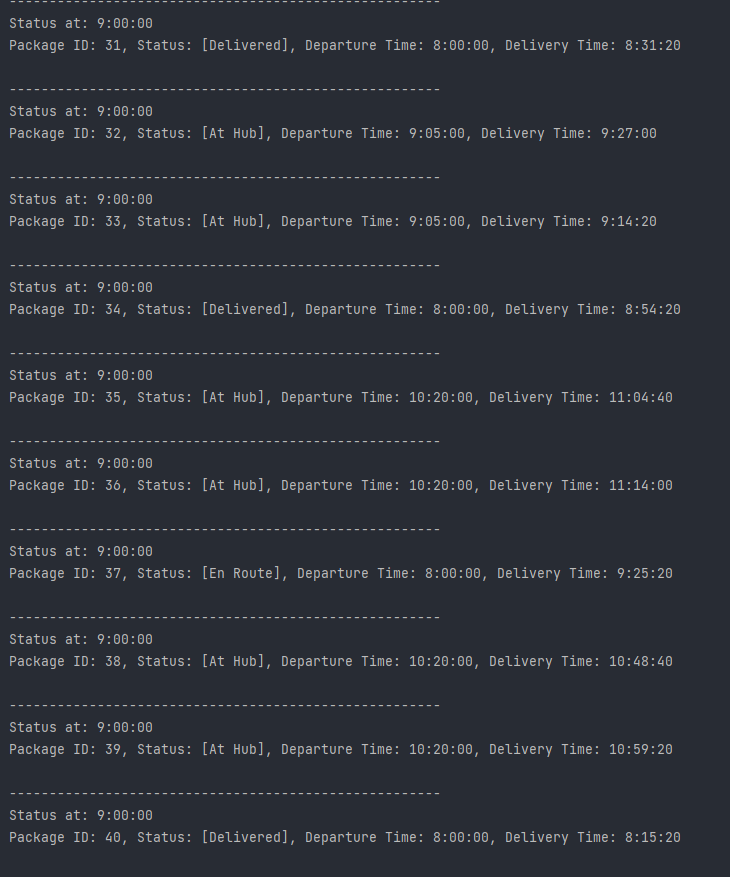 ------------------------------------------------------
Status at: 9:00:00
Package ID: 31, Status: [Delivered], Departure Time: 8:00:00, Delivery Time: 8:31:20
------------------------------------------------------
Status at: 9:00:00
Package ID: 32, Status: [At Hub], Departure Time: 9:05:00, Delivery Time: 9:27:00
------------------------------------------------------
Status at: 9:00:00
Package ID: 33, Status: [At Hub], Departure Time: 9:05:00, Delivery Time: 9:14:20
------------------------------------------------------
Status at: 9:00:00
Package ID: 34, Status: [Delivered], Departure Time: 8:00:00, Delivery Time: 8:54:20
------------------------------------------------------
Status at: 9:00:00
Package ID: 35, Status: [At Hub], Departure Time: 10:20:00, Delivery Time: 11:04:40
------------------------------------------------------
Status at: 9:00:00
Package ID: 36, Status: [At Hub], Departure Time: 10:20:00, Delivery Time: 11:14:00
------------------------------------------------------
Status at: 9:00:00
Package ID: 37, Status: [En Route], Departure Time: 8:00:00, Delivery Time: 9:25:20
------------------------------------------------------
Status at: 9:00:00
Package ID: 38, Status: [At Hub], Departure Time: 10:20:00, Delivery Time: 10:48:40
------------------------------------------------------
Status at: 9:00:00
Package ID: 39, Status: [At Hub], Departure Time: 10:20:00, Delivery Time: 10:59:20
------------------------------------------------------
Status at: 9:00:00
Package ID: 40, Status: [Delivered], Departure Time: 8:00:00, Delivery Time: 8:15:20